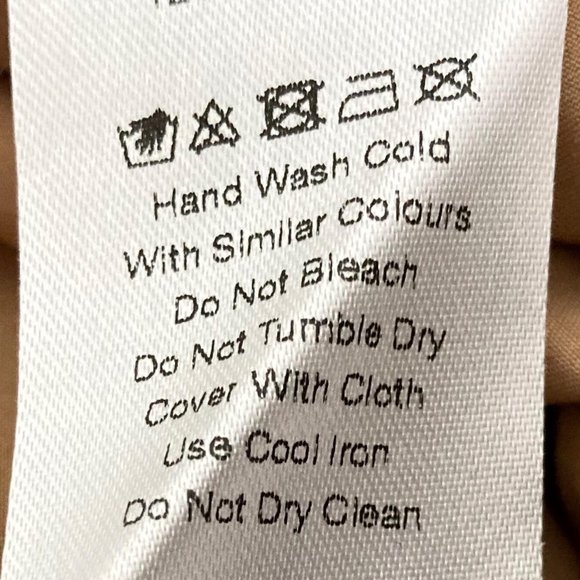 Hand Wash Cold
With Similar Colours
Do Not Bleach
Do Not Tumble Dry
Cover With Cloth
Use Cool Iron
Do Not Dry Clean